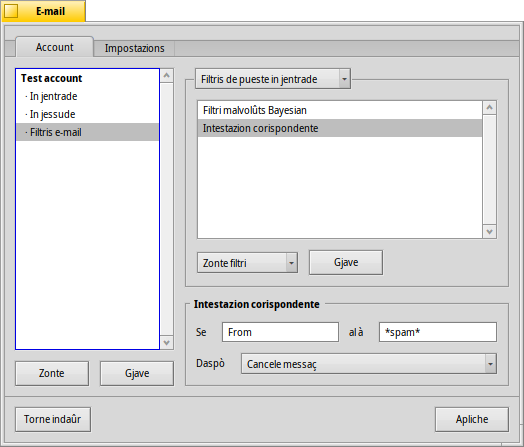 E-mail
Account
Impostazions
Test account
· In jentrade
· In jessude
· Filtris e-mail
Zonte
Gjave
Filtris de pueste in jentrade
Filtri malvolûts Bayesian
Intestazion corispondente
Zonte filtri
Gjave
Intestazion corispondente
Se
From
al à
*spam*
Daspò
Cancele messaç
Torne indaûr
Apliche